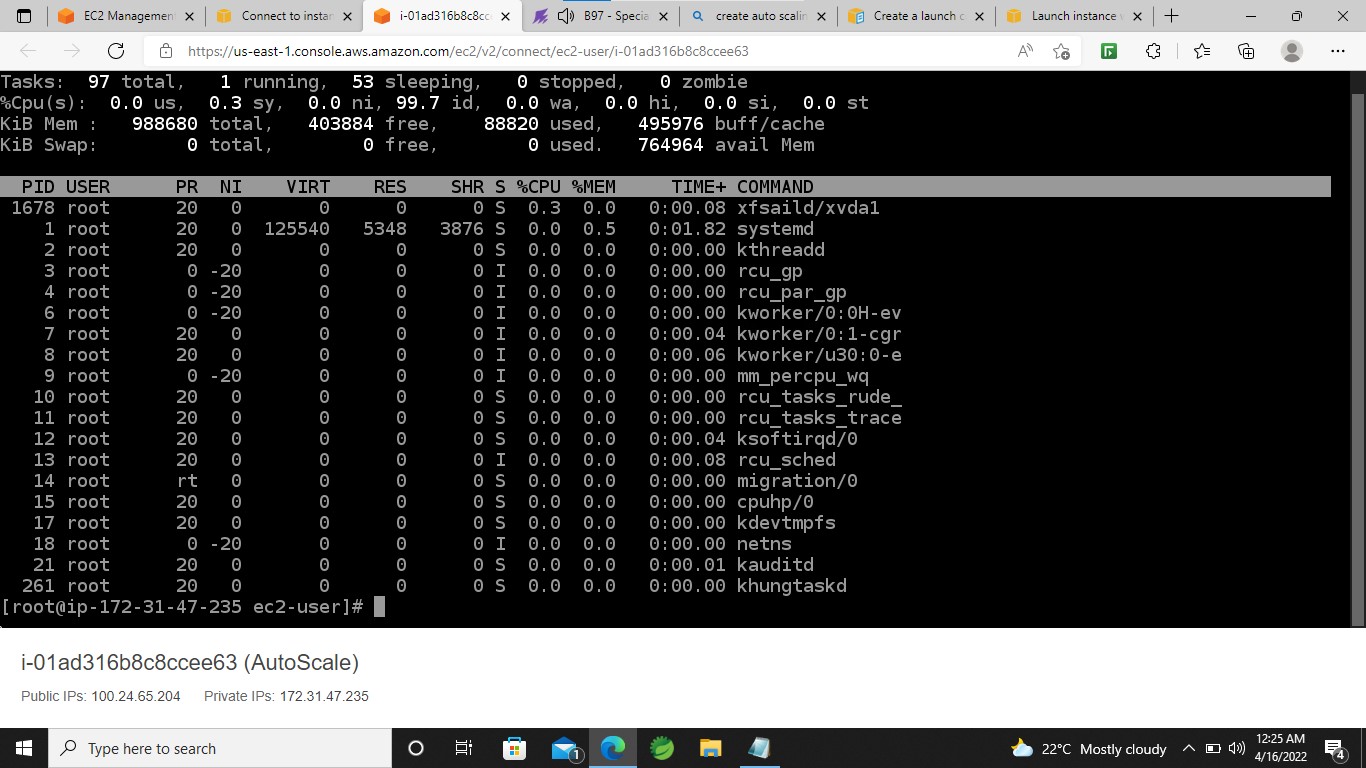 EC2 Management
Connect to instan
i-01ad316b8c8cce
B97 - Specia
create auto scalin
Create a launch c
Launch instance w
https://us-east-1.console.aws.amazon.com/ec2/v2/connect/ec2-user/i-01ad316b8c8ccee63
Tasks:  97 total,   1 running,  53 sleeping,   0 stopped,   0 zombie
%Cpu(s):  0.0 us,  0.3 sy,  0.0 ni, 99.7 id,  0.0 wa,  0.0 hi,  0.0 si,  0.0 st
KiB Mem :   988680 total,   403884 free,    88820 used,   495976 buff/cache
KiB Swap:        0 total,        0 free,        0 used.   764964 avail Mem
PID USER      PR  NI    VIRT    RES    SHR S %CPU %MEM     TIME+ COMMAND
1678 root      20   0       0      0      0 S  0.3  0.0   0:00.08 xfsaild/xvda1
1 root      20   0  125540   5348   3876 S  0.0  0.5   0:01.82 systemd
2 root      20   0       0      0      0 S  0.0  0.0   0:00.00 kthreadd
3 root       0 -20       0      0      0 I  0.0  0.0   0:00.00 rcu_gp
4 root       0 -20       0      0      0 I  0.0  0.0   0:00.00 rcu_par_gp
6 root       0 -20       0      0      0 I  0.0  0.0   0:00.00 kworker/0:0H-ev
7 root      20   0       0      0      0 I  0.0  0.0   0:00.04 kworker/0:1-cgr
8 root      20   0       0      0      0 I  0.0  0.0   0:00.06 kworker/u30:0-e
9 root       0 -20       0      0      0 I  0.0  0.0   0:00.00 mm_percpu_wq
10 root      20   0       0      0      0 S  0.0  0.0   0:00.00 rcu_tasks_rude_
11 root      20   0       0      0      0 S  0.0  0.0   0:00.00 rcu_tasks_trace
12 root      20   0       0      0      0 S  0.0  0.0   0:00.04 ksoftirqd/0
13 root      20   0       0      0      0 I  0.0  0.0   0:00.08 rcu_sched
14 root      rt   0       0      0      0 S  0.0  0.0   0:00.00 migration/0
15 root      20   0       0      0      0 S  0.0  0.0   0:00.00 cpuhp/0
17 root      20   0       0      0      0 S  0.0  0.0   0:00.00 kdevtmpfs
18 root       0 -20       0      0      0 I  0.0  0.0   0:00.00 netns
21 root      20   0       0      0      0 S  0.0  0.0   0:00.01 kauditd
261 root      20   0       0      0      0 S  0.0  0.0   0:00.00 khungtaskd
[root@ip-172-31-47-235 ec2-user]#
i-01ad316b8c8ccee63 (AutoScale)
Public IPs: 100.24.65.204 Private IPs: 172.31.47.235
Type here to search
1
22°C Mostly cloudy
12:25 AM
4/16/2022
4